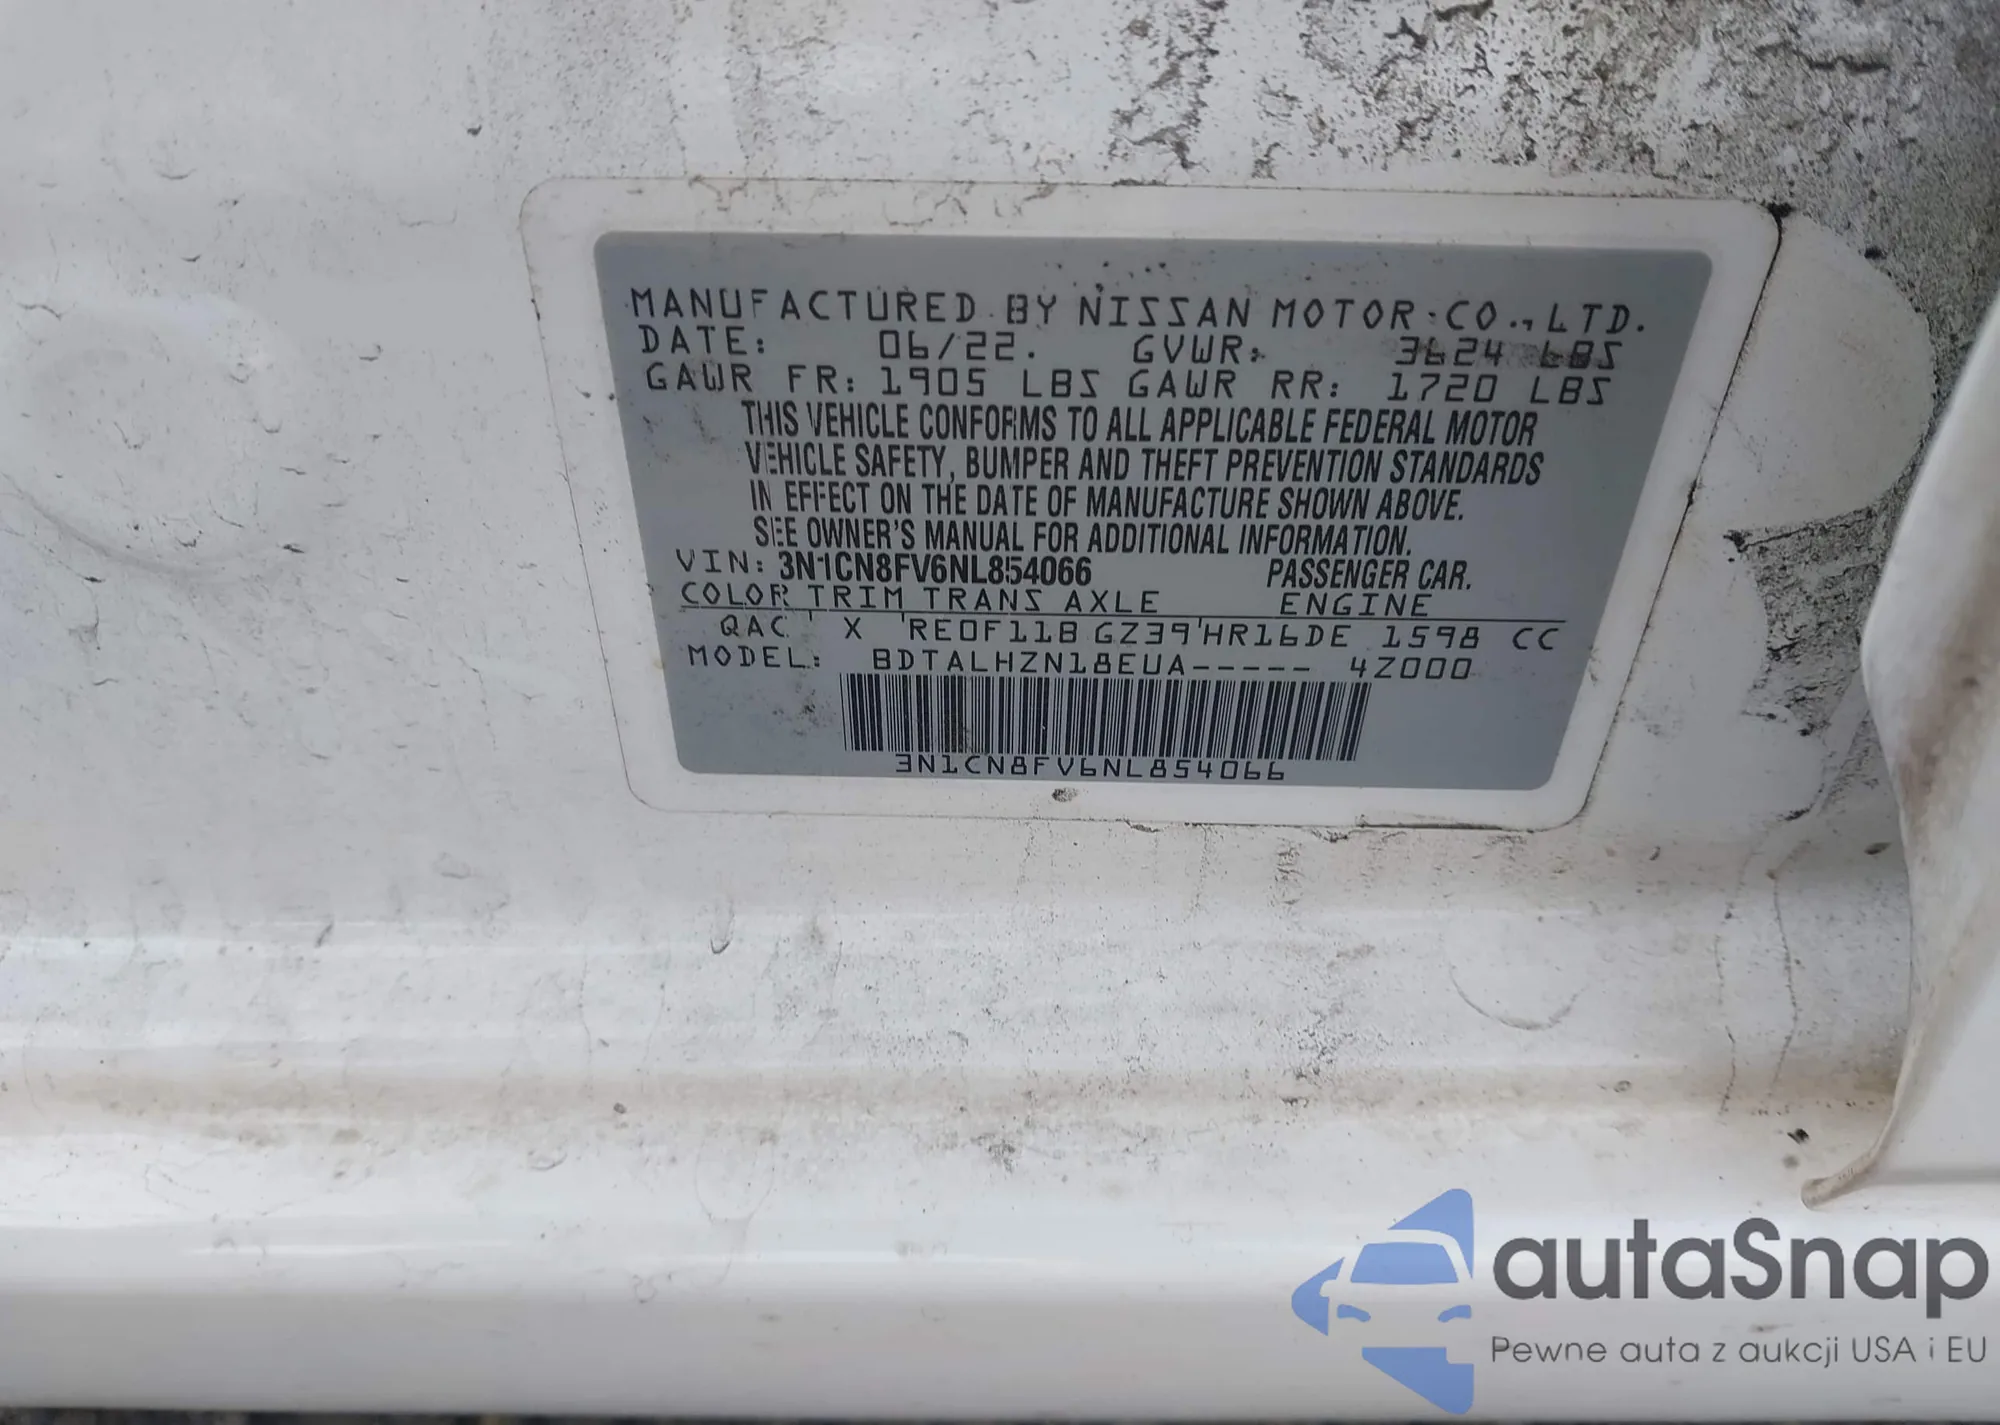 MANUFACTURED BY NISSAN MOTOR CO., LTD.
DATE: 06/22. GVWR: 3624 LBS
GAWR FR: 1905 LBS GAWR RR: 1720 LBS
THIS VEHICLE CONFORMS TO ALL APPLICABLE FEDERAL MOTOR
VEHICLE SAFETY, BUMPER AND THEFT PREVENTION STANDARDS
IN EFFECT ON THE DATE OF MANUFACTURE SHOWN ABOVE.
SEE OWNER'S MANUAL FOR ADDITIONAL INFORMATION.
VIN: 3N1CN8FV6NL854066 PASSENGER CAR.
COLOR TRIM TRANS AXLE ENGINE
QAC X RE0F11B GZ39 HR16DE 1598 CC
MODEL: BDTALHZN18EUA----- 4Z000
3N1CN8FV6NL854066
autaSnap
Pewne auta z aukcji USA i EU